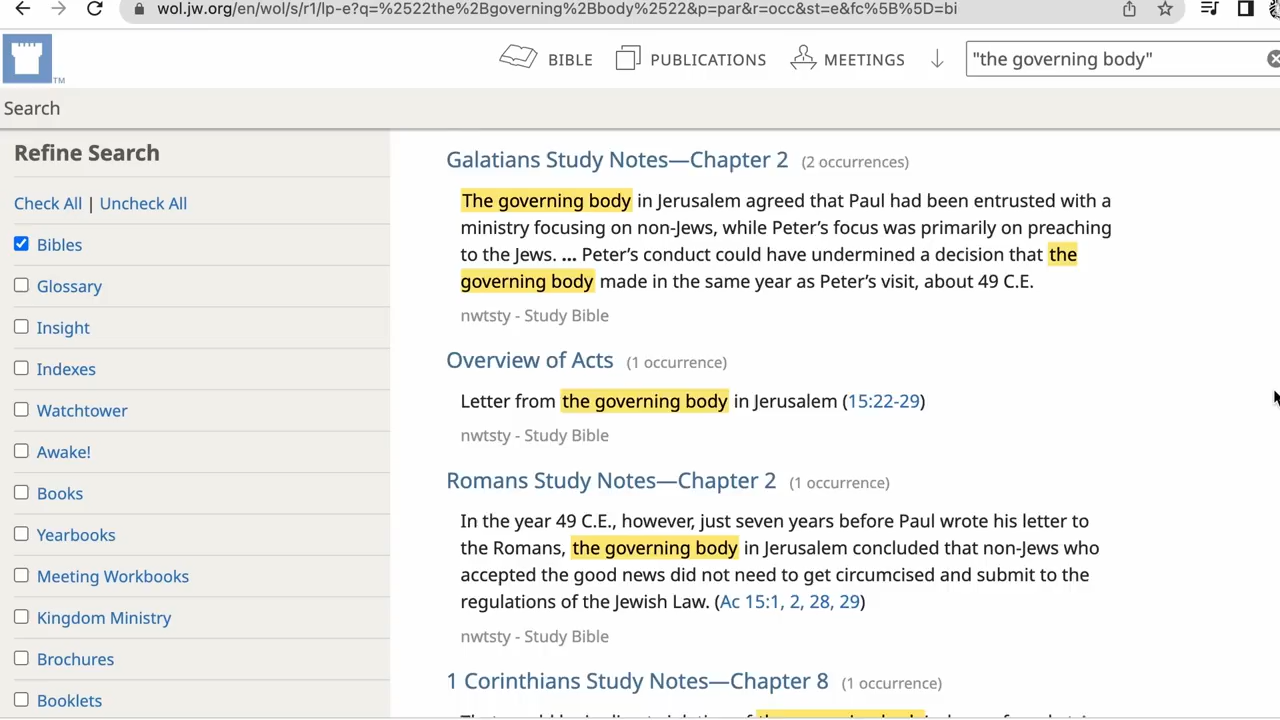 wol.jw.org/en/wol/s/r1/lp-e?q=%2522the%2Bgoverning%2Bbody%2522&p=par&r=occ&st=e&fc%5B%5D=bi
BIBLE
PUBLICATIONS
MEETINGS
"the governing body"
TM
Search
Refine Search
Check All | Uncheck All
Bibles
Glossary
Insight
Indexes
Watchtower
Awake!
Books
Yearbooks
Meeting Workbooks
Kingdom Ministry
Brochures
Booklets
Galatians Study Notes—Chapter 2 (2 occurrences)
The governing body in Jerusalem agreed that Paul had been entrusted with a
ministry focusing on non-Jews, while Peter’s focus was primarily on preaching
to the Jews. ... Peter’s conduct could have undermined a decision that the
governing body made in the same year as Peter’s visit, about 49 C.E.
nwtsty - Study Bible
Overview of Acts (1 occurrence)
Letter from the governing body in Jerusalem (15:22-29)
nwtsty - Study Bible
Romans Study Notes—Chapter 2 (1 occurrence)
In the year 49 C.E., however, just seven years before Paul wrote his letter to
the Romans, the governing body in Jerusalem concluded that non-Jews who
accepted the good news did not need to get circumcised and submit to the
regulations of the Jewish Law. (Ac 15:1, 2, 28, 29)
nwtsty - Study Bible
1 Corinthians Study Notes—Chapter 8 (1 occurrence)